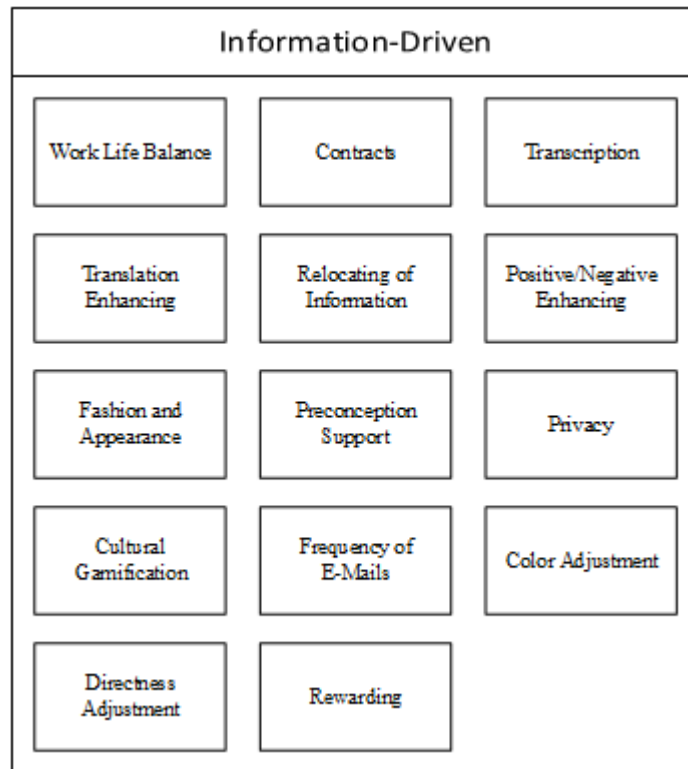 Information-Driven
Work Life Balance
Contracts
Transcription
Translation
Enhancing
Relocating of
Information
Positive/Negative
Enhancing
Fashion and
Appearance
Preconception
Support
Privacy
Cultural
Gamification
Frequency of
E-Mails
Color Adjustment
Directness
Adjustment
Rewarding